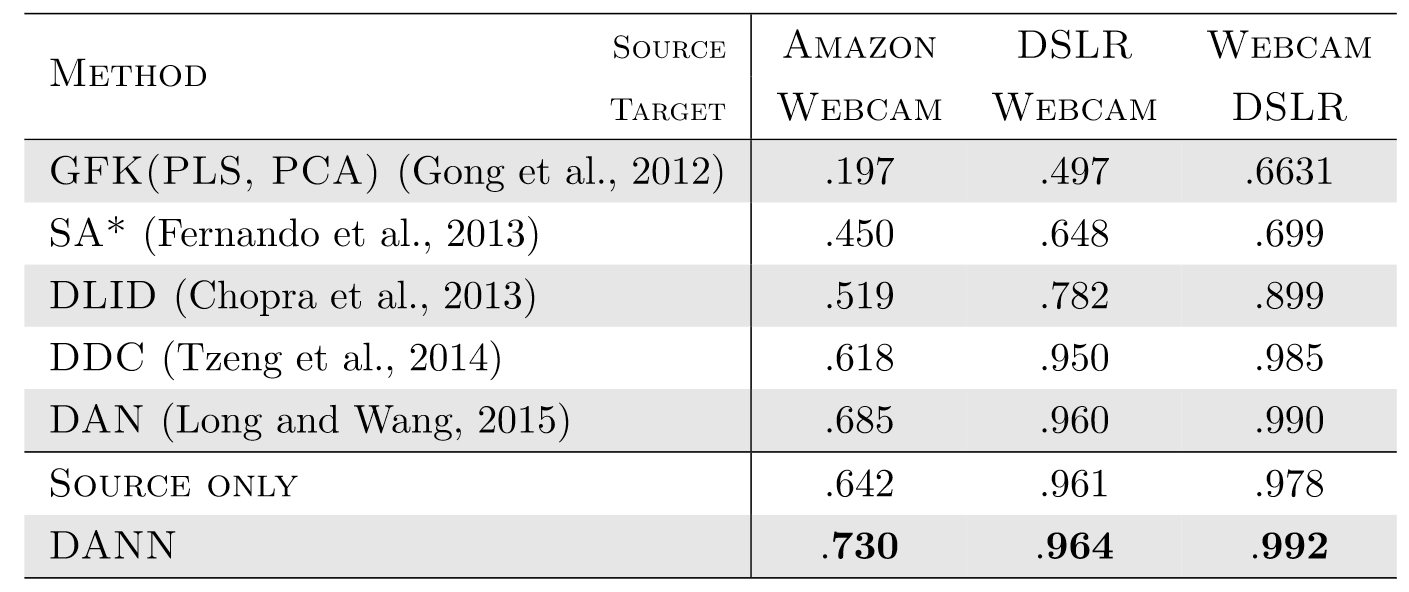 METHOD SOURCE AMAZON DSLR WEBCAM
TARGET WEBCAM WEBCAM DSLR
GFK(PLS, PCA) (Gong et al., 2012) .197 .497 .6631
SA* (Fernando et al., 2013) .450 .648 .699
DLID (Chopra et al., 2013) .519 .782 .899
DDC (Tzeng et al., 2014) .618 .950 .985
DAN (Long and Wang, 2015) .685 .960 .990
SOURCE ONLY .642 .961 .978
DANN .730 .964 .992